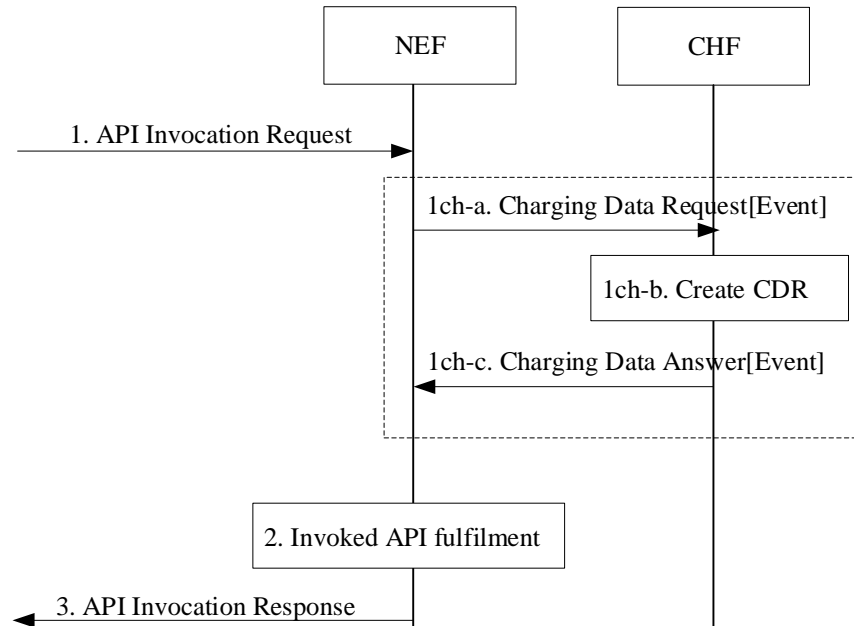 NEF
CHF
1. API Invocation Request
1ch-a. Charging Data Request[Event]
1ch-b. Create CDR
1ch-c. Charging Data Answer[Event]
2. Invoked API fulfilment
3. API Invocation Response